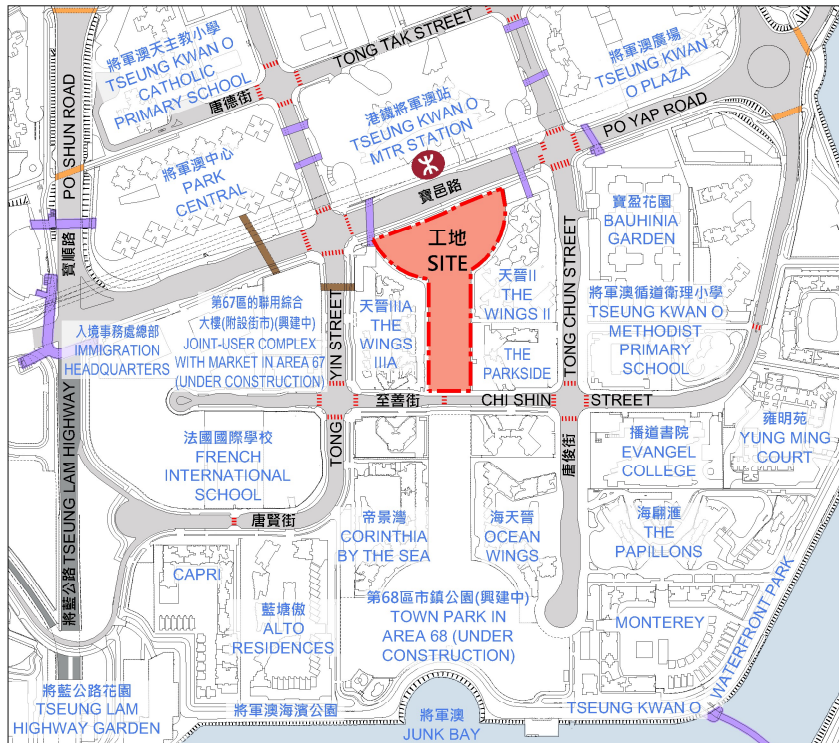 將軍澳天主教小學
TSEUNG KWAN O
CATHOLIC
PRIMARY SCHOOL
TONG TAK STREET
唐德街
港鐵將軍澳站
TSEUNG KWAN O
MTR STATION
將軍澳廣場
TSEUNG KWAN
O PLAZA
PO YAP ROAD
寶邑路
PO SHUN ROAD
寶順路
將軍澳中心
PARK
CENTRAL
工地
SITE
寶盈花園
BAUHINIA
GARDEN
天晉II
THE
WINGS II
THE
PARKSIDE
TONG CHUN STREET
唐俊街
將軍澳循道衛理小學
TSEUNG KWAN O
METHODIST
PRIMARY
SCHOOL
第67區的聯用綜合
大樓(附設街市)(興建中)
JOINT-USER COMPLEX
WITH MARKET IN AREA 67
(UNDER CONSTRUCTION)
天晉IIIA
THE
WINGS
IIIA
TONG YIN STREET
入境事務處總部
IMMIGRATION
HEADQUARTERS
至善街
CHI SHIN STREET
將藍公路 TSEUNG LAM HIGHWAY
法國國際學校
FRENCH
INTERNATIONAL
SCHOOL
播道書院
EVANGEL
COLLEGE
雍明苑
YUNG MING
COURT
唐賢街
帝景灣
CORINTHIA
BY THE SEA
海天晉
OCEAN
WINGS
海翩滙
THE
PAPILLONS
CAPRI
藍塘傲
ALTO
RESIDENCES
第68區市鎮公園(興建中)
TOWN PARK IN
AREA 68 (UNDER
CONSTRUCTION)
MONTEREY
將藍公路花園
TSEUNG LAM
HIGHWAY GARDEN
將軍澳海濱公園
將軍澳
JUNK BAY
TSEUNG KWAN O WATERFRONT PARK